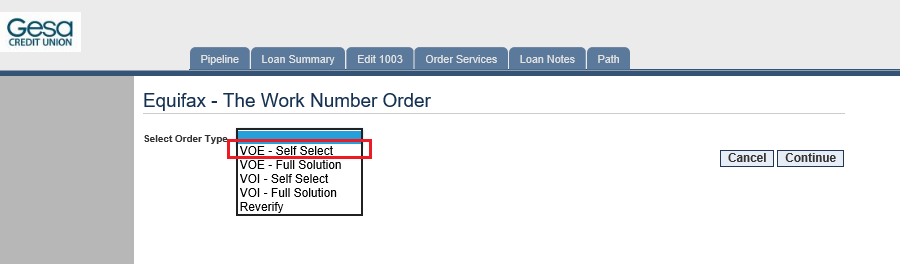 Gesa
CREDIT UNION
Pipeline Loan Summary Edit 1003 Order Services Loan Notes Path
Equifax - The Work Number Order
Select Order Type
VOE - Self Select
VOE - Full Solution
VOI - Self Select
VOI - Full Solution
Reverify
Cancel Continue